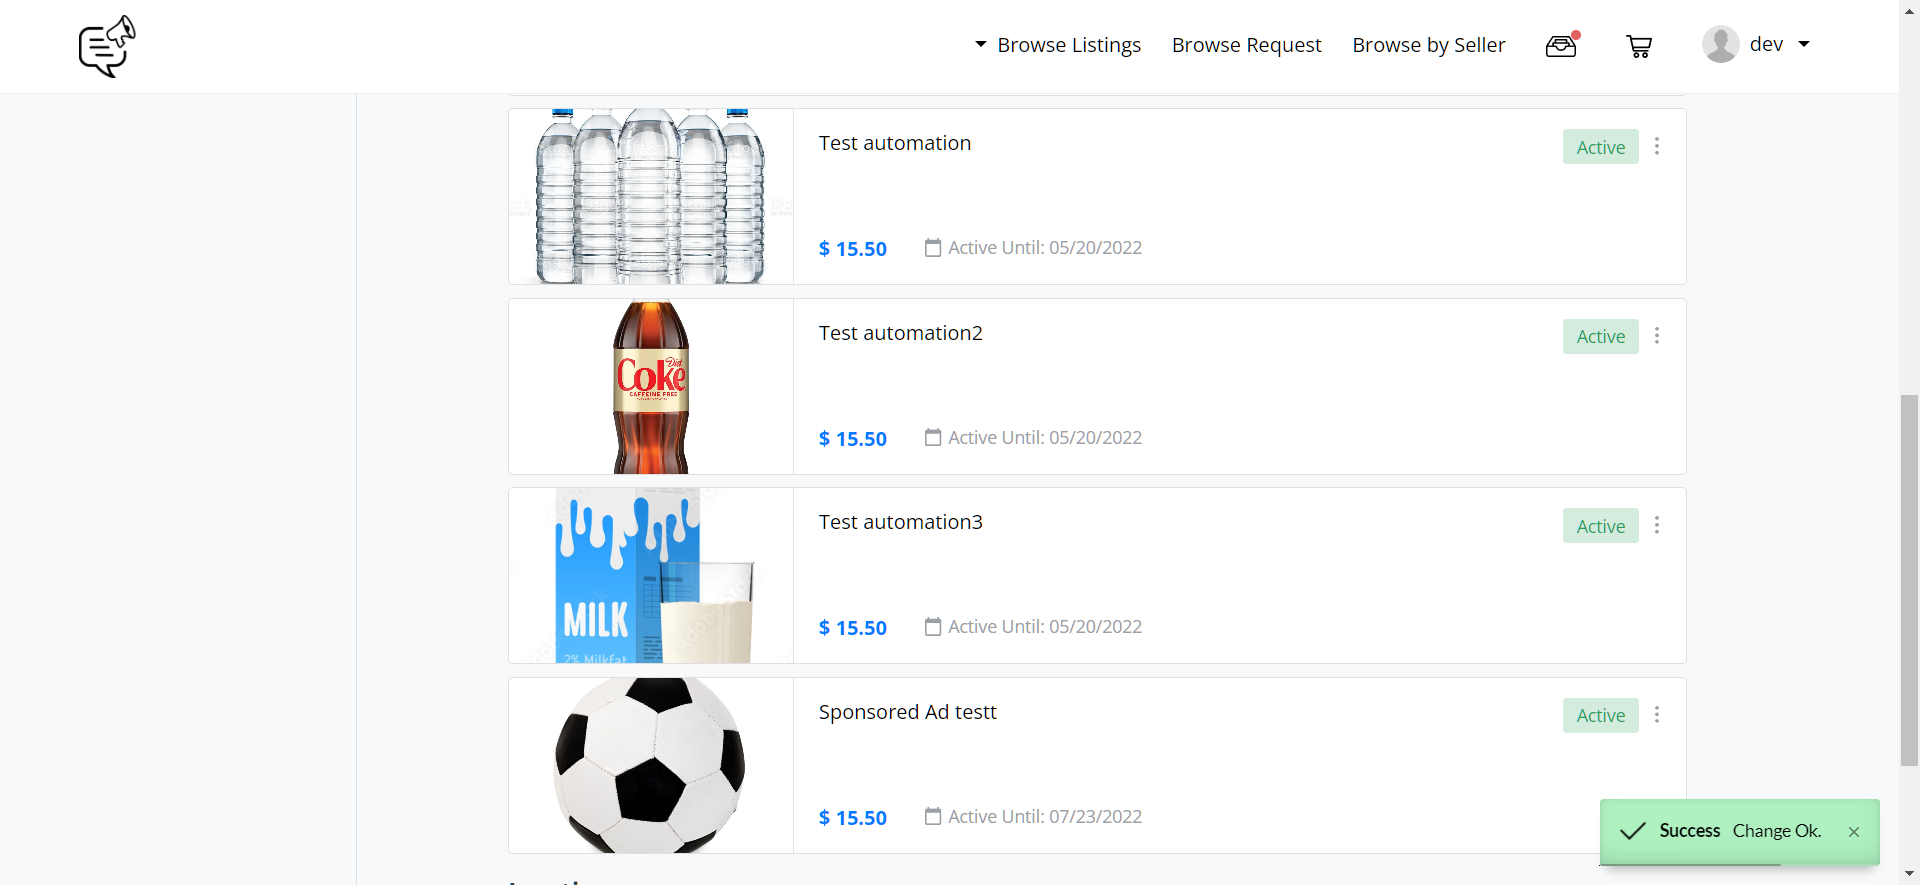 Browse Listings
Browse Request
Browse by Seller
dev
Test automation
Active
$ 15.50
Active Until: 05/20/2022
Test automation2
Active
Diet
Coke
CAFFEINE FREE
$ 15.50
Active Until: 05/20/2022
Test automation3
Active
MILK
2% MilkFat
$ 15.50
Active Until: 05/20/2022
Sponsored Ad testt
Active
$ 15.50
Active Until: 07/23/2022
Success Change Ok.